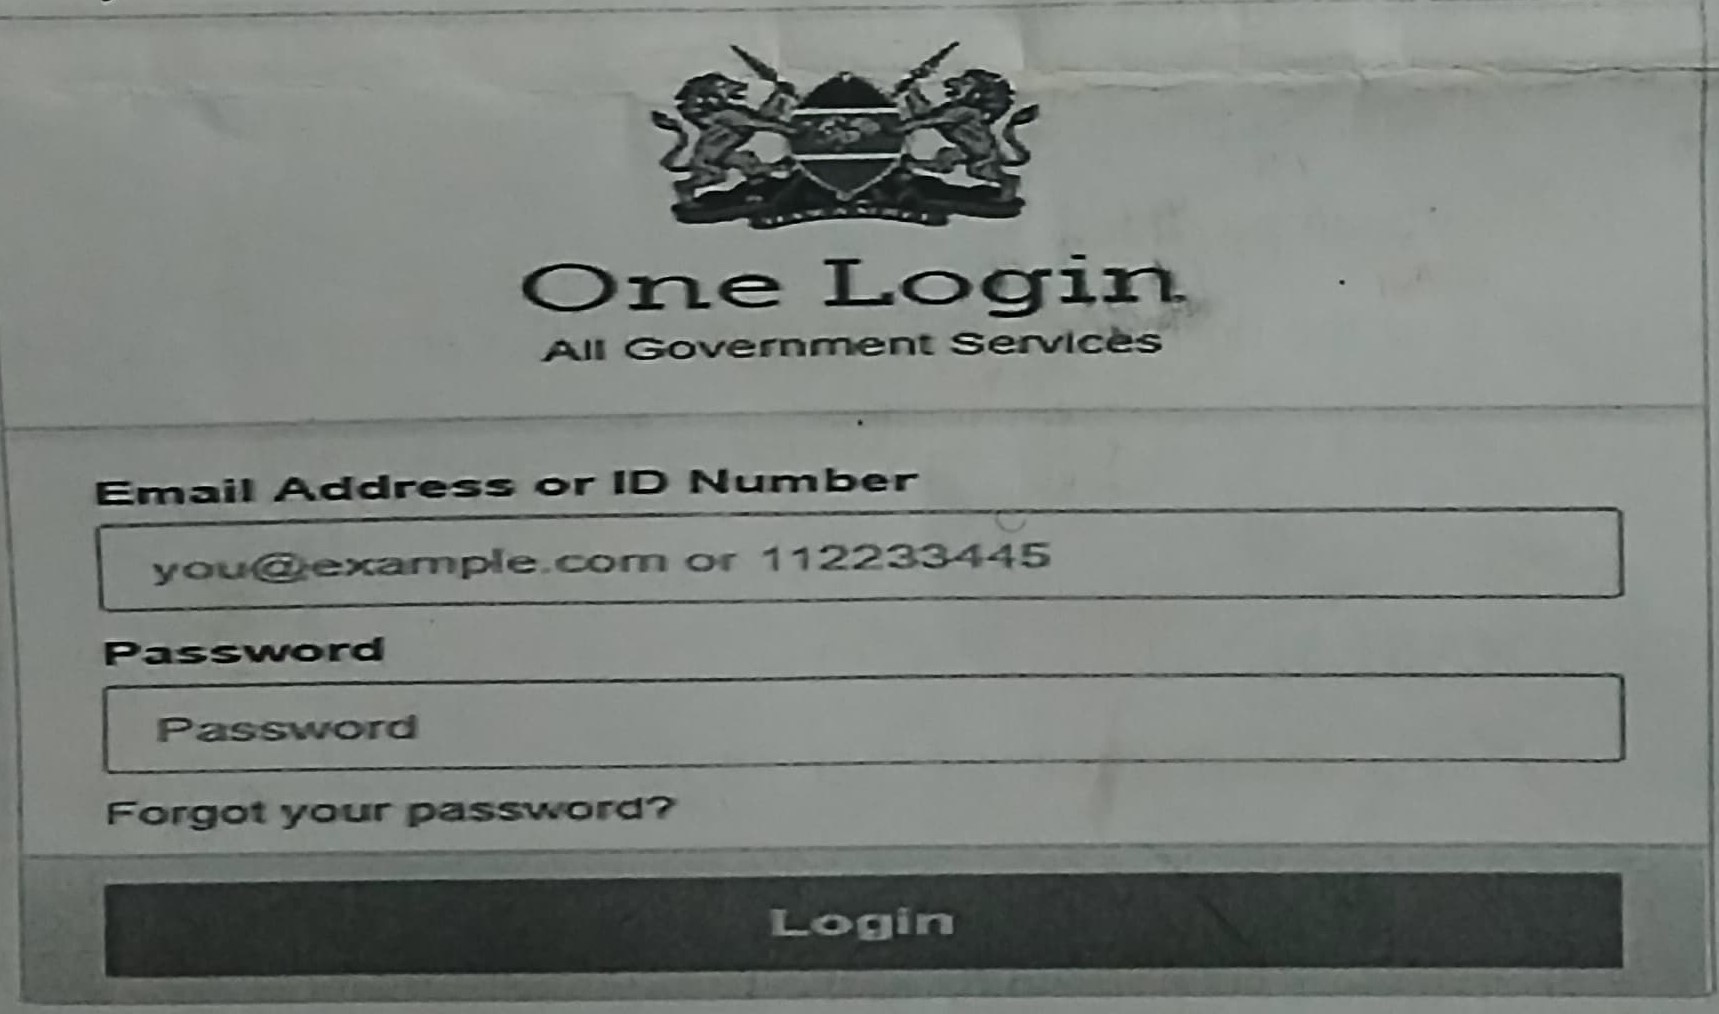 One Login
All Government Services
Email Address or ID Number
you@example.com or 112233445
Password
Password
Forgot your password?
Login